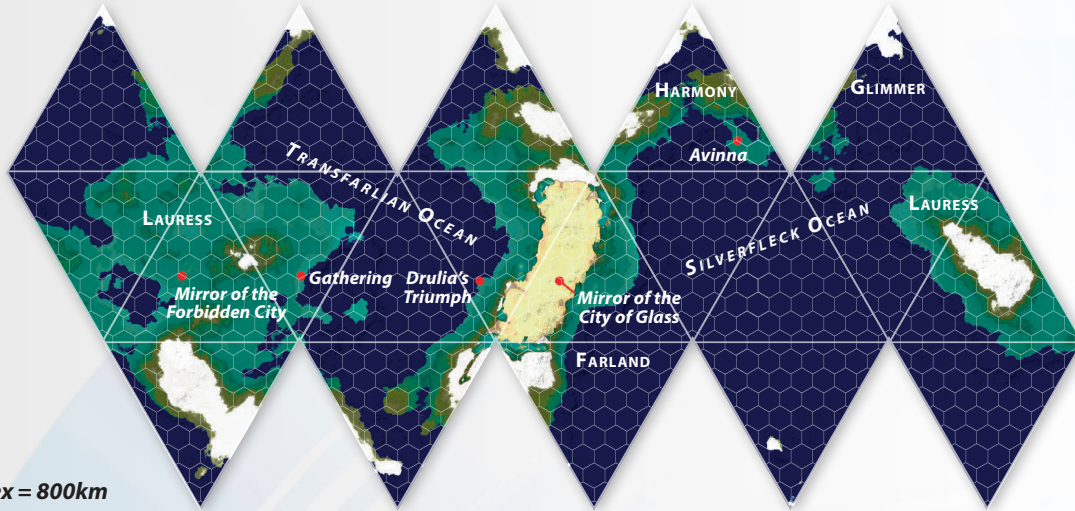 HARMONY
GLIMMER
Avinna
TRANSFARLIAN OCEAN
LAURESS
LAURESS
SILVERFLECK OCEAN
Gathering
Drulia's
Triumph
Mirror of the
Forbidden City
Mirror of the
City of Glass
FARLAND
= 800km